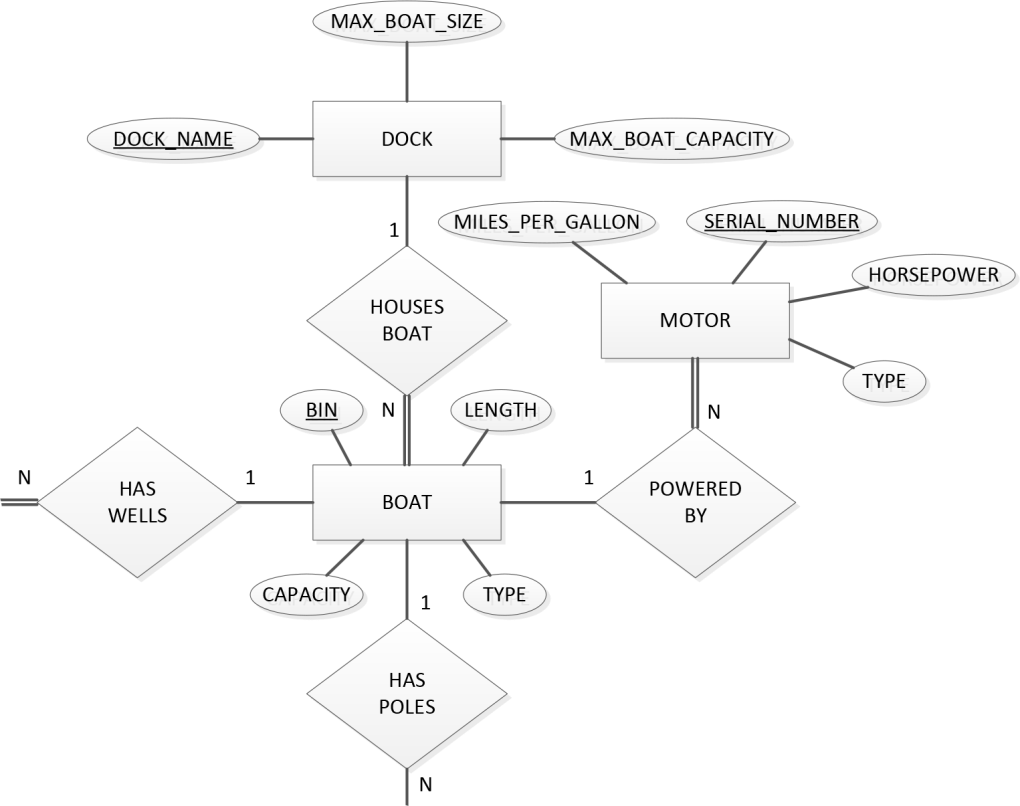 MAX_BOAT_SIZE
DOCK_NAME
DOCK
MAX_BOAT_CAPACITY
1
MILES_PER_GALLON
SERIAL_NUMBER
HORSEPOWER
HOUSES
BOAT
MOTOR
TYPE
BIN
N
LENGTH
N
N
HAS
WELLS
1
BOAT
1
POWERED
BY
CAPACITY
1
TYPE
HAS
POLES
N